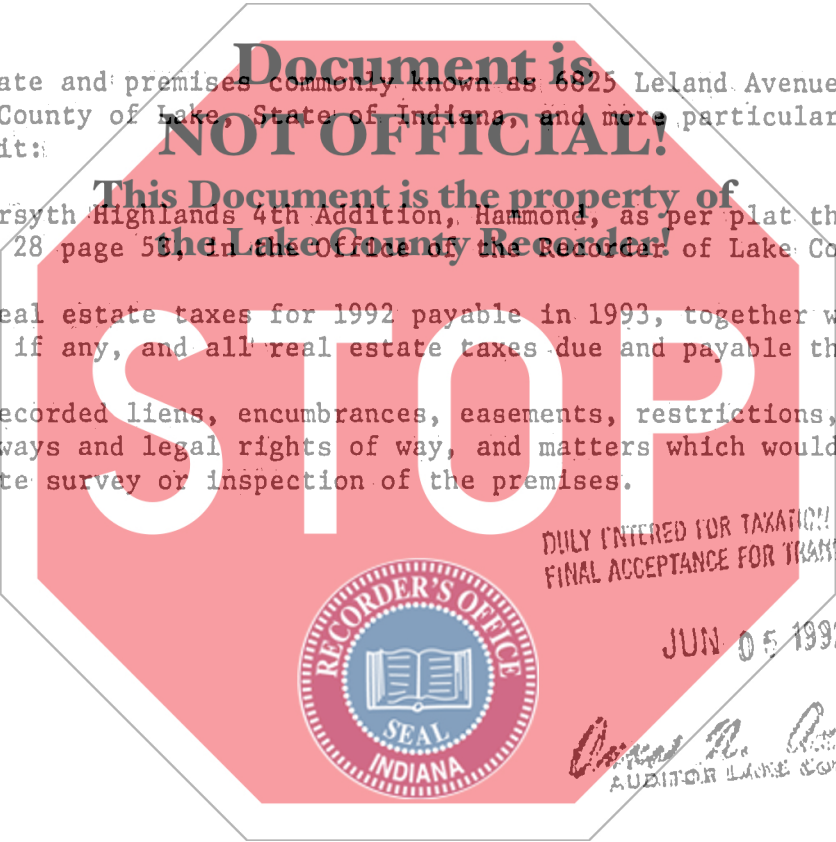 Document is
ate and premises commonly known as 6825 Leland Avenue
County of Lake, State of Indiana, and more particular
NOT OFFICIAL!
it:
This Document is the property of
rsyth Highlands 4th Addition, Hammond, as per plat th
the Lake County Recorder!
28 page 53, in the Office of the Recorder of Lake Co
eal estate taxes for 1992 payable in 1993, together w
if any, and all real estate taxes due and payable th
STOP
ecorded liens, encumbrances, easements, restrictions,
ways and legal rights of way, and matters which would
te survey or inspection of the premises.
DULY ENTERED FOR TAXATION
FINAL ACCEPTANCE FOR TRAN
RECORDER'S OFFICE
SEAL
INDIANA
JUN 05 1992
AUDITOR LAKE CO